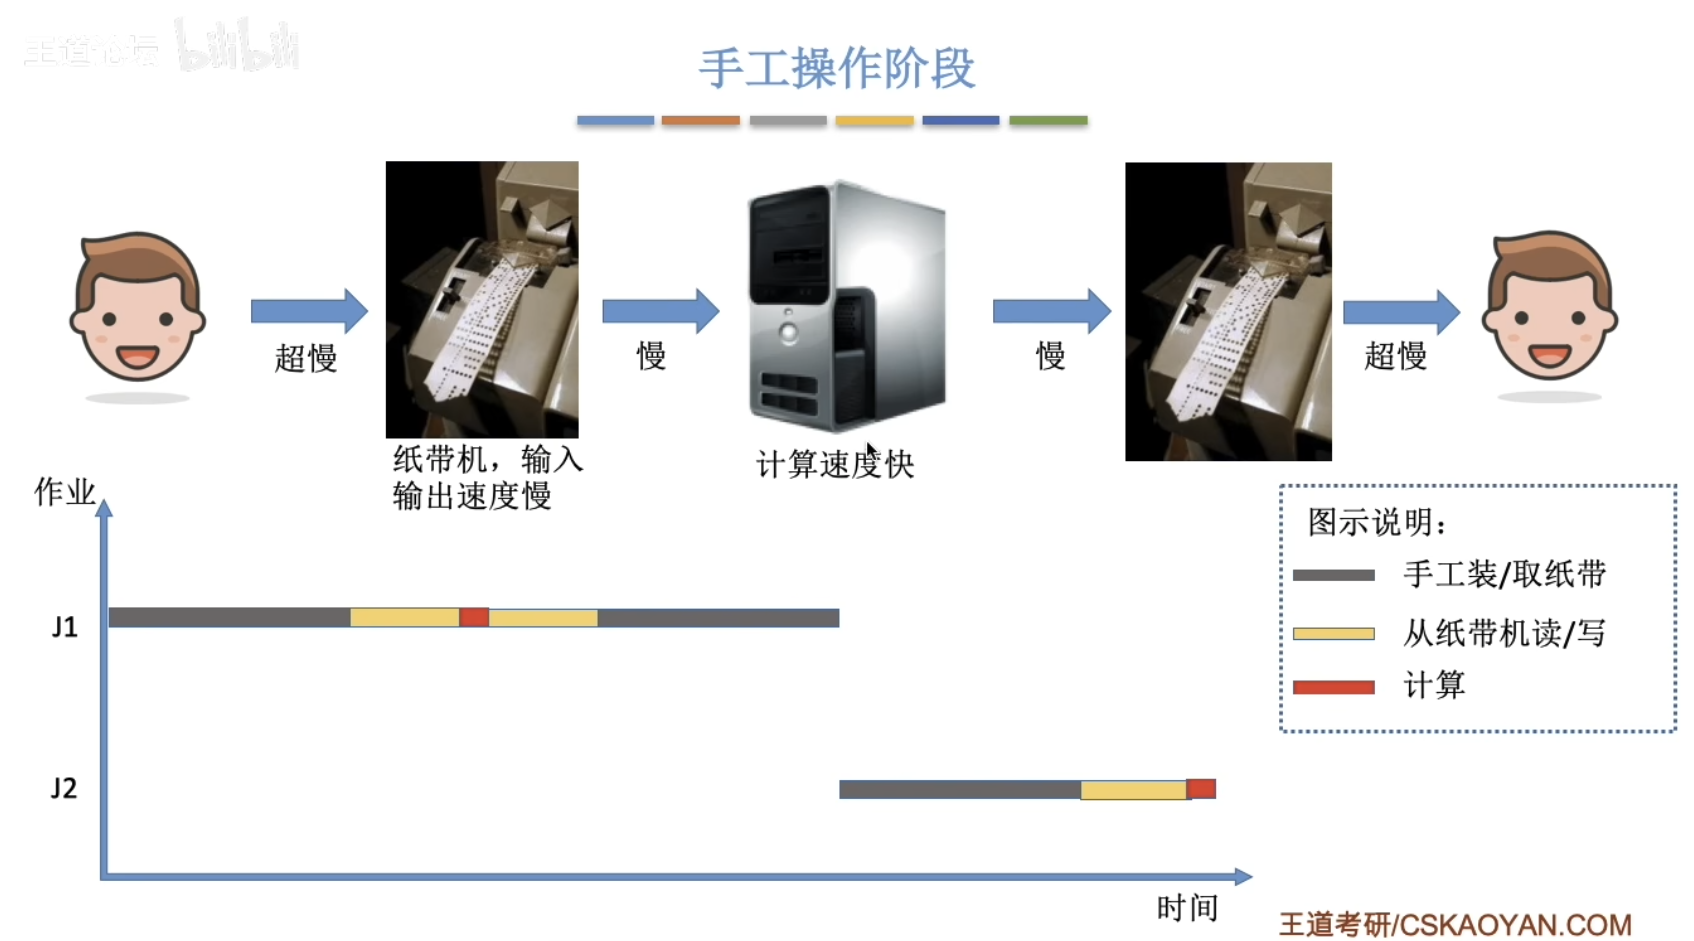 王道论坛 bilibili
手工操作阶段
超慢
慢
慢
超慢
纸带机，输入
输出速度慢
计算速度快
作业
J1
J2
时间
图示说明：
手工装/取纸带
从纸带机读/写
计算
王道考研/CSKAOYAN.COM